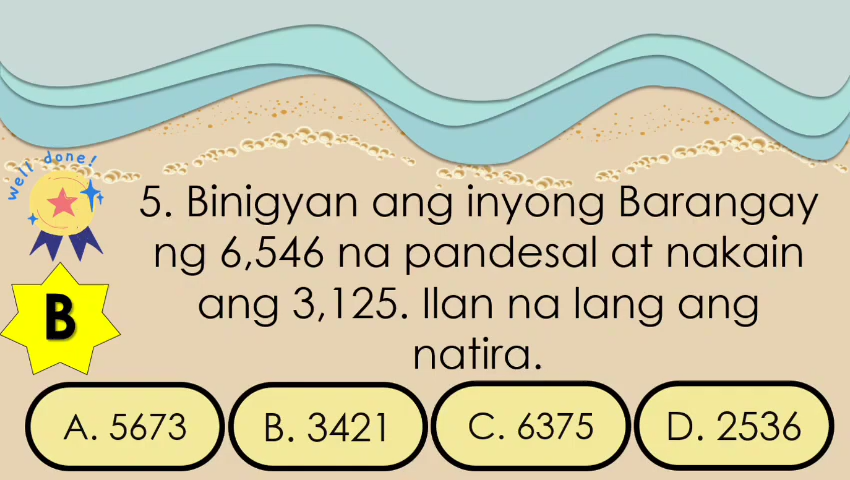 well done!
5. Binigyan ang inyong Barangay
ng 6,546 na pandesal at nakain
ang 3,125. Ilan na lang ang
natira.
B
A. 5673
B. 3421
C. 6375
D. 2536